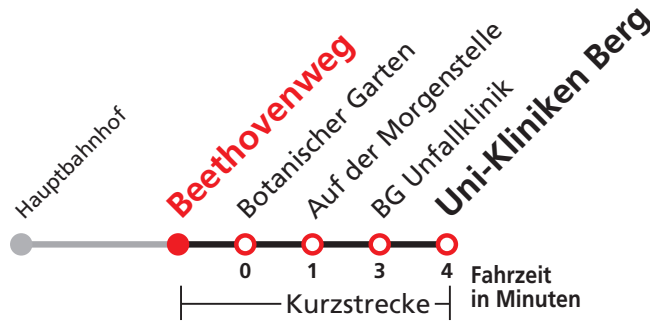 Hauptbahnhof
Beethovenweg
Botanischer Garten
Auf der Morgenstelle
BG Unfallklinik
Uni-Kliniken Berg
0 1 3 4 Fahrzeit
in Minuten
Kurzstrecke